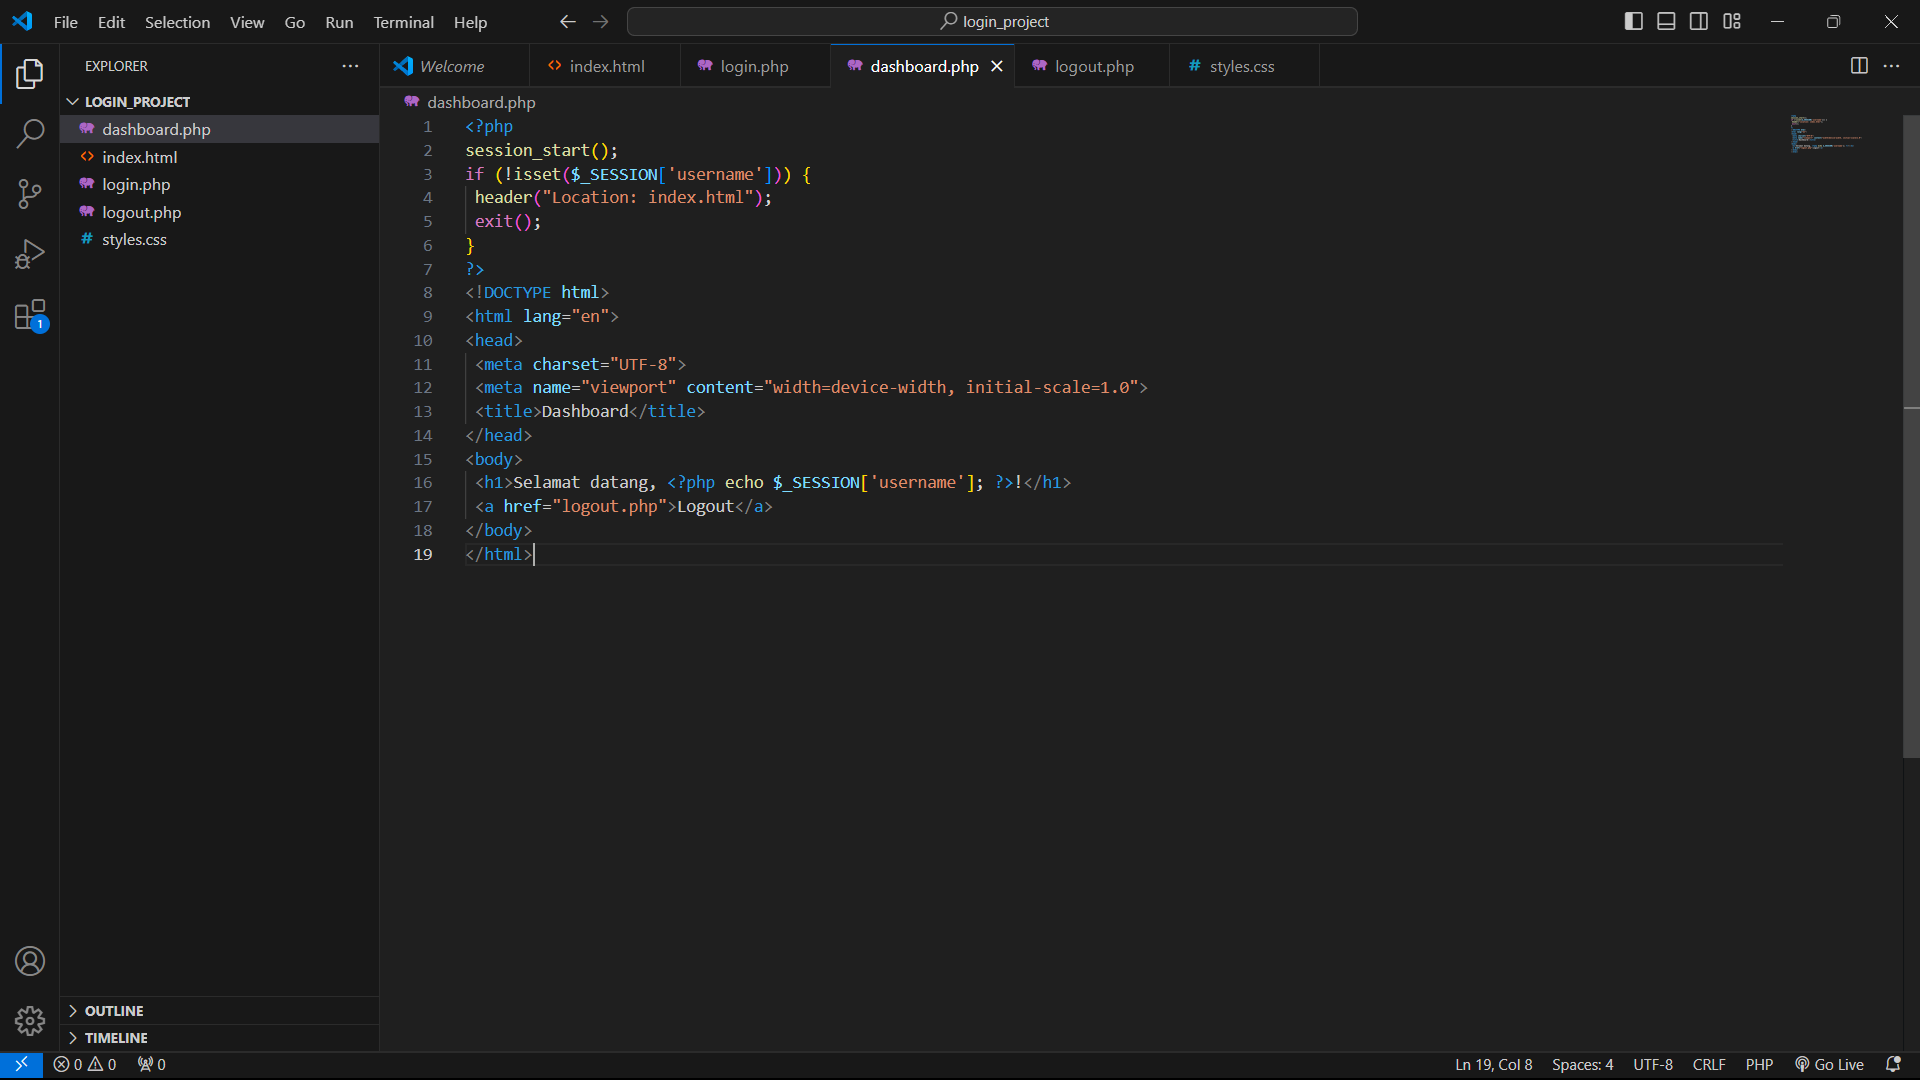 File Edit Selection View Go Run Terminal Help
login_project
EXPLORER
LOGIN_PROJECT
dashboard.php
index.html
login.php
logout.php
styles.css
OUTLINE
TIMELINE
1
Welcome
index.html
login.php
dashboard.php
logout.php
styles.css
dashboard.php
1 <?php
2 session_start();
3 if (!isset($_SESSION['username'])) {
4 header("Location: index.html");
5 exit();
6 }
7 ?>
8 <!DOCTYPE html>
9 <html lang="en">
10 <head>
11 <meta charset="UTF-8">
12 <meta name="viewport" content="width=device-width, initial-scale=1.0">
13 <title>Dashboard</title>
14 </head>
15 <body>
16 <h1>Selamat datang, <?php echo $_SESSION['username']; ?>!</h1>
17 <a href="logout.php">Logout</a>
18 </body>
19 </html>
0 0 0
Ln 19, Col 8 Spaces: 4 UTF-8 CRLF PHP Go Live